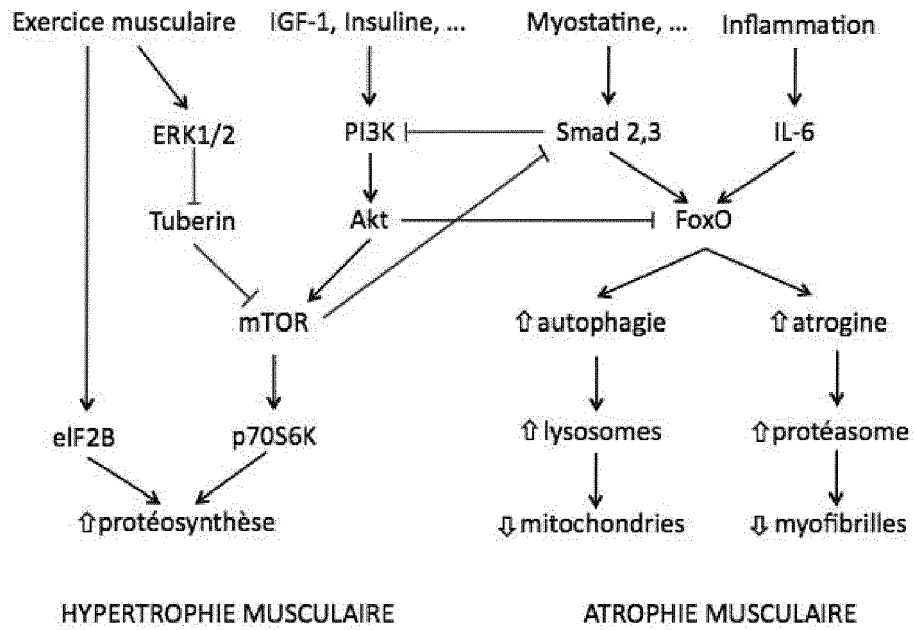 Exercice musculaire IGF-1, Insuline, ... Myostatine, ... Inflammation
ERK1/2 PI3K Smad 2,3 IL-6
Tuberin Akt FoxO
mTOR ⇧autophagie ⇧atrogine
eIF2B p70S6K ⇧lysosomes ⇧protéasome
⇧protéosynthèse ⇩mitochondries ⇩myofibrilles
HYPERTROPHIE MUSCULAIRE ATROPHIE MUSCULAIRE